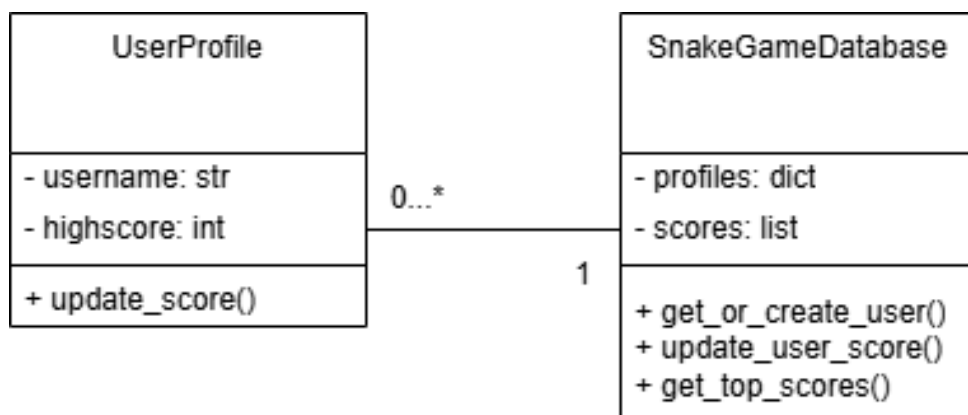 UserProfile
- username: str
- highscore: int
+ update_score()
0...*
1
SnakeGameDatabase
- profiles: dict
- scores: list
+ get_or_create_user()
+ update_user_score()
+ get_top_scores()